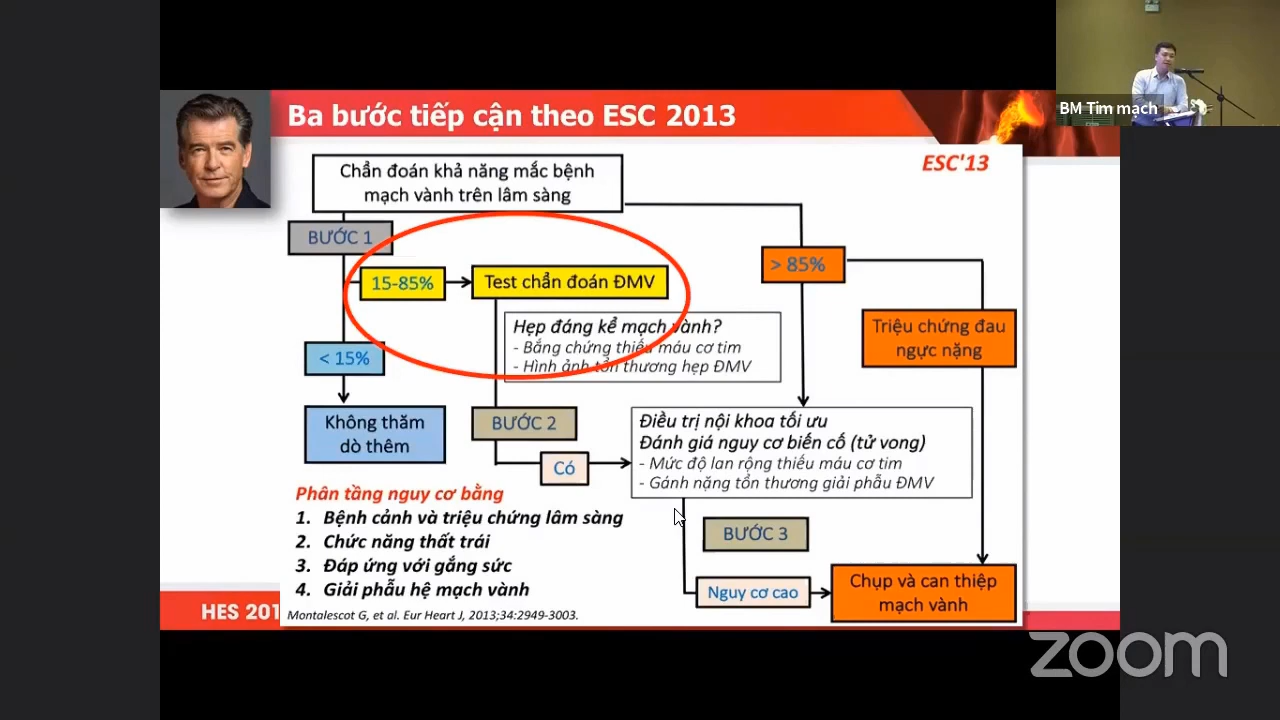 BM Tim mạch
Ba bước tiếp cận theo ESC 2013
ESC'13
Chẩn đoán khả năng mắc bệnh
mạch vành trên lâm sàng
BƯỚC 1
15-85%
Test chẩn đoán ĐMV
> 85%
Hẹp đáng kể mạch vành?
- Bằng chứng thiếu máu cơ tim
- Hình ảnh tổn thương hẹp ĐMV
Triệu chứng đau
ngực nặng
< 15%
Không thăm
dò thêm
BƯỚC 2
Có
Điều trị nội khoa tối ưu
Đánh giá nguy cơ biến cố (tử vong)
- Mức độ lan rộng thiếu máu cơ tim
- Gánh nặng tổn thương giải phẫu ĐMV
Phân tầng nguy cơ bằng
1. Bệnh cảnh và triệu chứng lâm sàng
2. Chức năng thất trái
3. Đáp ứng với gắng sức
4. Giải phẫu hệ mạch vành
BƯỚC 3
Nguy cơ cao
Chụp và can thiệp
mạch vành
HES 201
Montalescot G, et al. Eur Heart J, 2013;34:2949-3003.
zoom